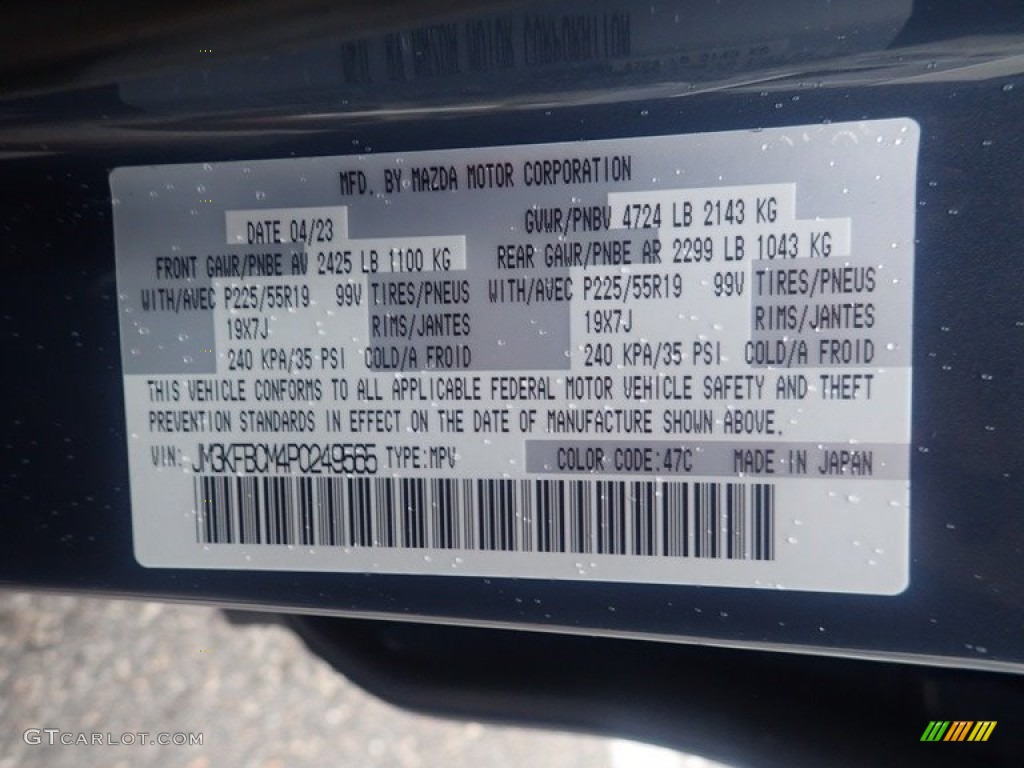 MFD. BY MAZDA MOTOR CORPORATION
DATE 04/23 GVWR/PNBV 4724 LB 2143 KG
FRONT GAWR/PNBE AV 2425 LB 1100 KG REAR GAWR/PNBE AR 2299 LB 1043 KG
WITH/AVEC P225/55R19 99V TIRES/PNEUS WITH/AVEC P225/55R19 99V TIRES/PNEUS
19X7J RIMS/JANTES 19X7J RIMS/JANTES
240 KPA/35 PSI COLD/A FROID 240 KPA/35 PSI COLD/A FROID
THIS VEHICLE CONFORMS TO ALL APPLICABLE FEDERAL MOTOR VEHICLE SAFETY AND THEFT
PREVENTION STANDARDS IN EFFECT ON THE DATE OF MANUFACTURE SHOWN ABOVE.
VIN: JM3KFBCM4P0249565 TYPE:MPV COLOR CODE:47C MADE IN JAPAN
GTCARLOT.COM